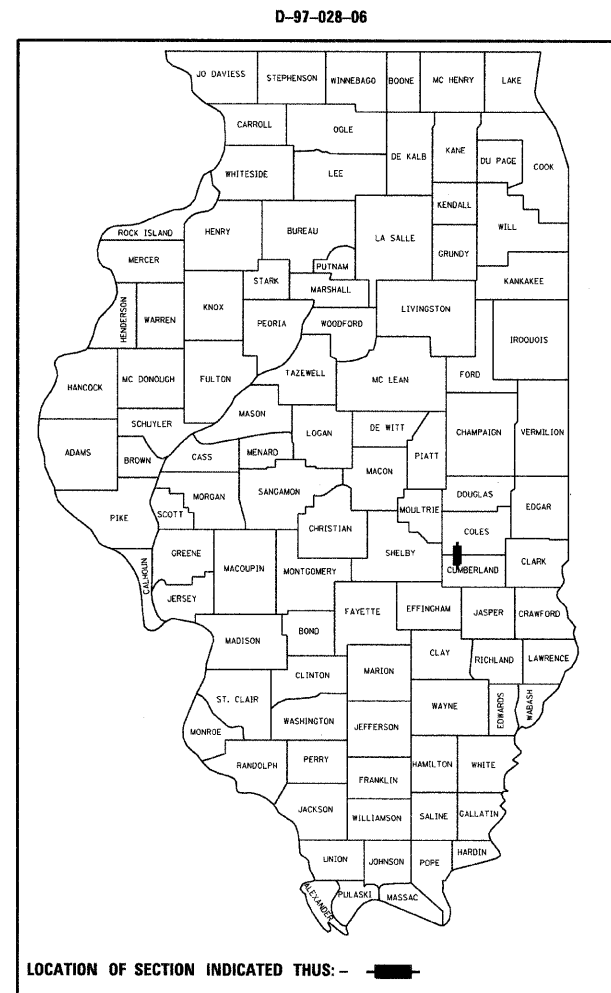 D-97-028-06
JO DAVIESS STEPHENSON WINNEBAGO BOONE MC HENRY LAKE
CARROLL OGLE
DE KALB KANE DU PAGE COOK
WHITESIDE LEE
KENDALL
ROCK ISLAND HENRY BUREAU LA SALLE GRUNDY WILL
MERCER PUTNAM
STARK MARSHALL KANKAKEE
HENDERSON WARREN KNOX PEORIA WOODFORD LIVINGSTON IROQUOIS
HANCOCK MC DONOUGH FULTON TAZEWELL MC LEAN FORD
SCHUYLER MASON
ADAMS BROWN CASS MENARD LOGAN DE WITT CHAMPAIGN VERMILION
PIATT
MACON
PIKE SCOTT MORGAN SANGAMON CHRISTIAN MOULTRIE DOUGLAS EDGAR
COLES
GREENE MACOUPIN MONTGOMERY SHELBY CUMBERLAND CLARK
CALHOUN JERSEY
FAYETTE EFFINGHAM JASPER CRAWFORD
MADISON BOND
CLAY RICHLAND LAWRENCE
CLINTON MARION
ST. CLAIR WAYNE EDWARDS WABASH
WASHINGTON JEFFERSON
MONROE
RANDOLPH PERRY HAMILTON WHITE
FRANKLIN
JACKSON WILLIAMSON SALINE GALLATIN
UNION JOHNSON POPE HARDIN
ALEXANDER PULASKI MASSAC
LOCATION OF SECTION INDICATED THUS: -